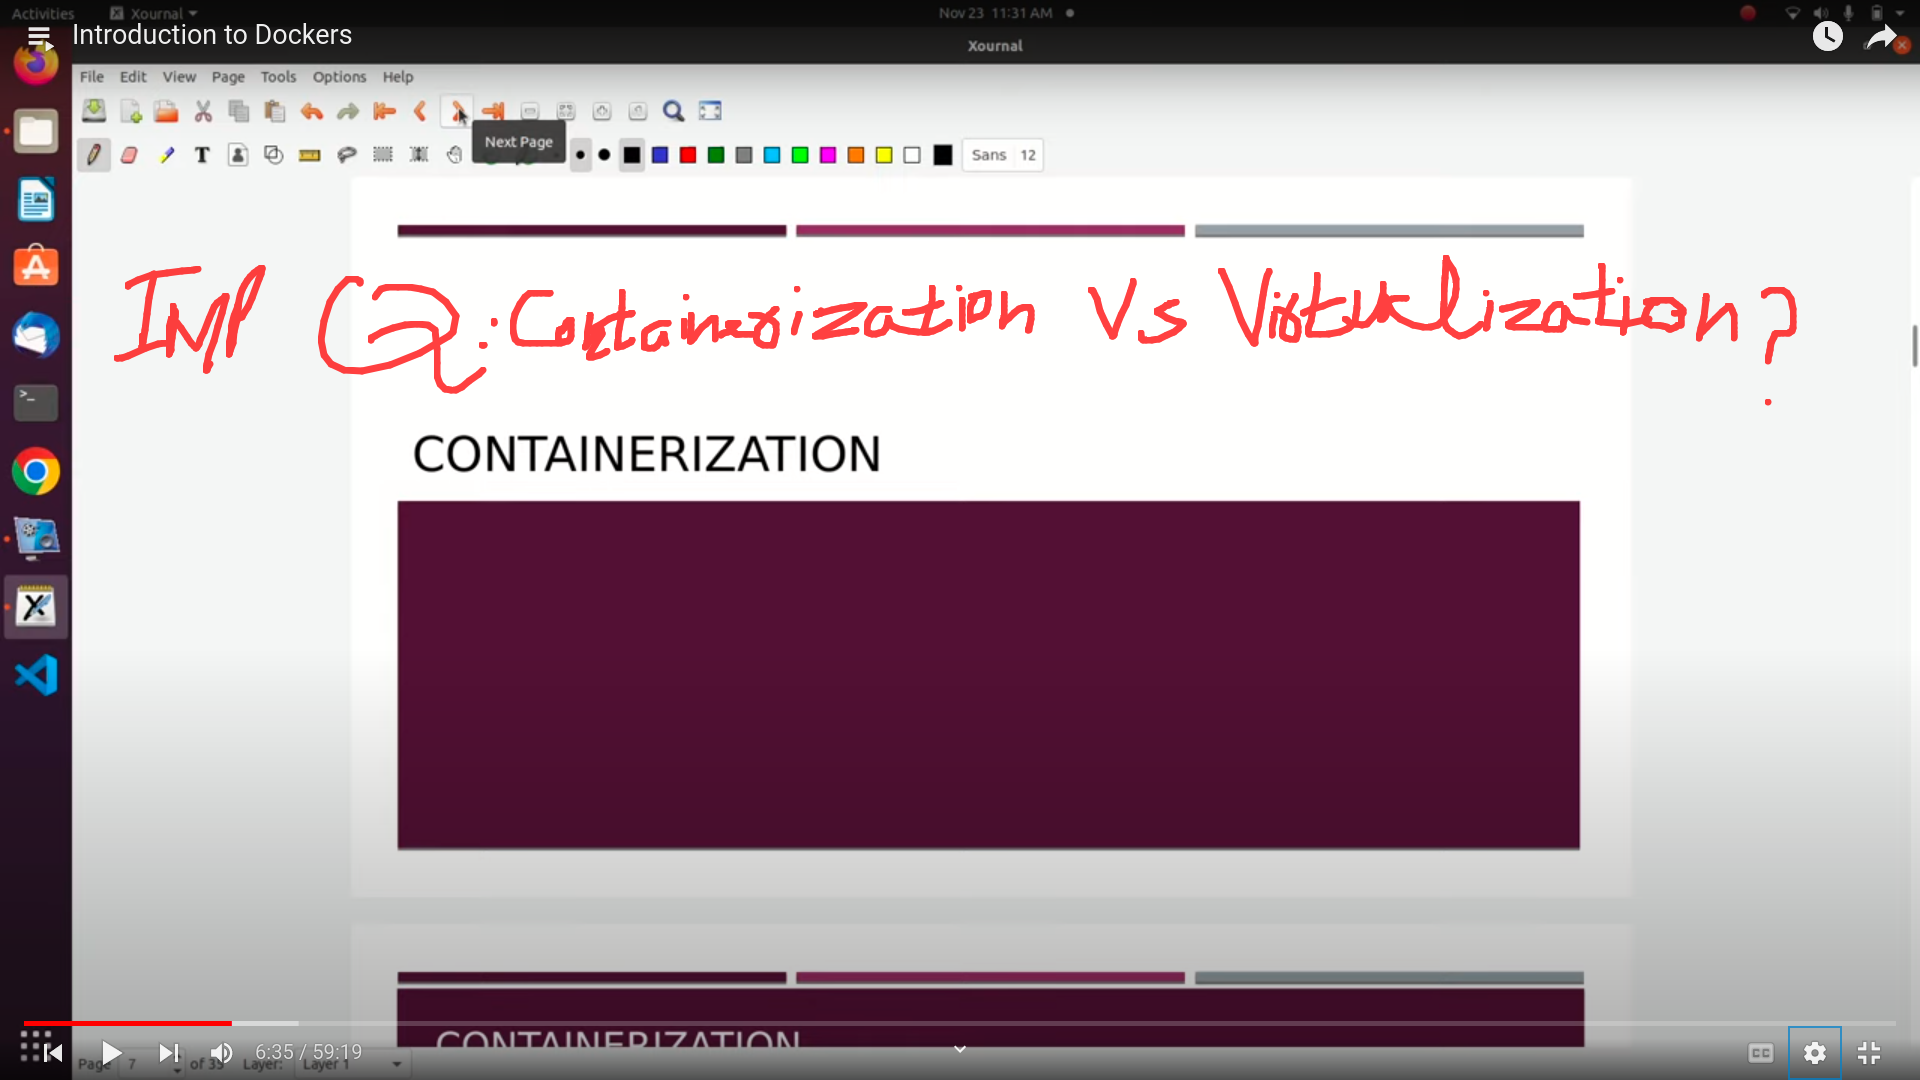 Activities Xournal Nov 23 11:31 AM
Introduction to Dockers
Xournal
File Edit View Page Tools Options Help
Next Page
T Sans 12
IMP Q: Containerization Vs Virtualization?
CONTAINERIZATION
CONTAINERIZATION
6:35 / 59:19 CC
Page 7 of 35 Layer: Layer 1